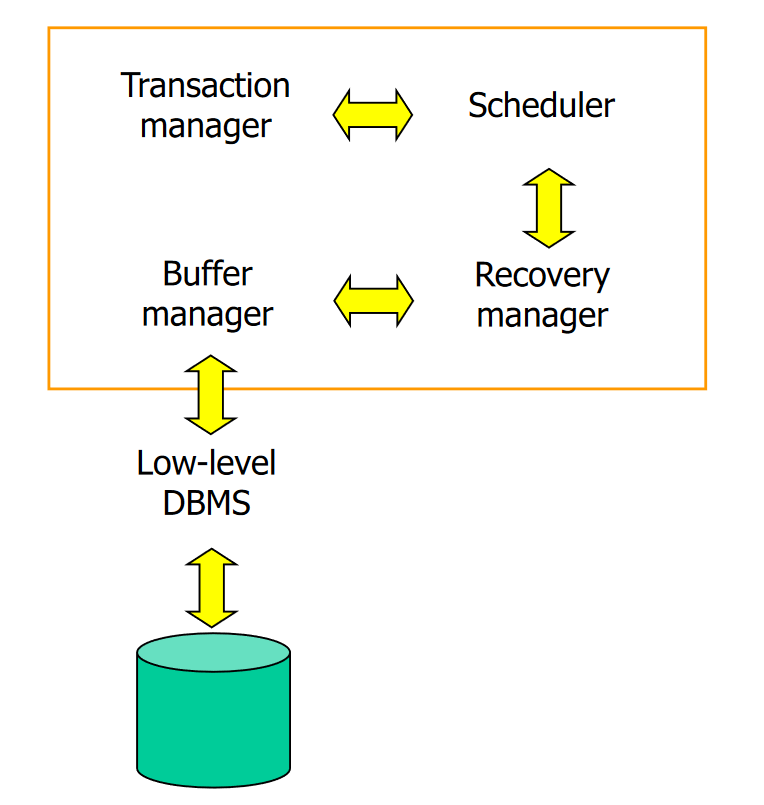 Transaction
manager
Scheduler
Buffer
manager
Recovery
manager
Low-level
DBMS